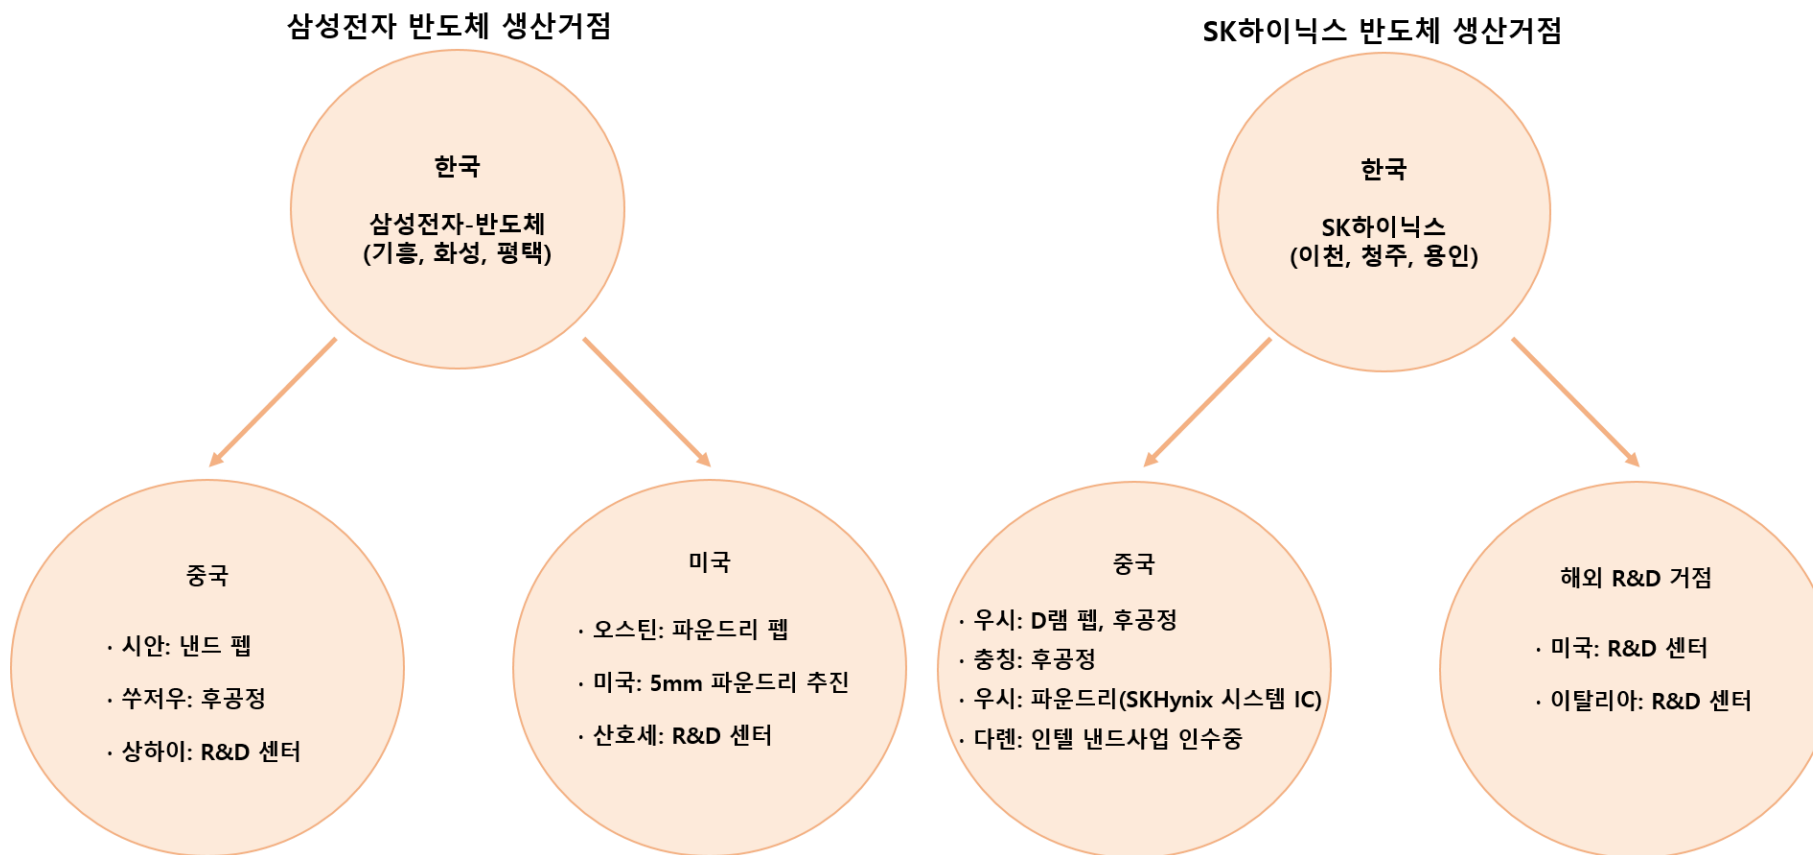 삼성전자 반도체 생산거점
한국
삼성전자-반도체
(기흥, 화성, 평택)
중국
· 시안: 낸드 펩
· 쑤저우: 후공정
· 상하이: R&D 센터
미국
· 오스틴: 파운드리 펩
· 미국: 5mm 파운드리 추진
· 산호세: R&D 센터
SK하이닉스 반도체 생산거점
한국
SK하이닉스
(이천, 청주, 용인)
중국
· 우시: D램 펩, 후공정
· 충칭: 후공정
· 우시: 파운드리(SKHynix 시스템 IC)
· 다롄: 인텔 낸드사업 인수중
해외 R&D 거점
· 미국: R&D 센터
· 이탈리아: R&D 센터